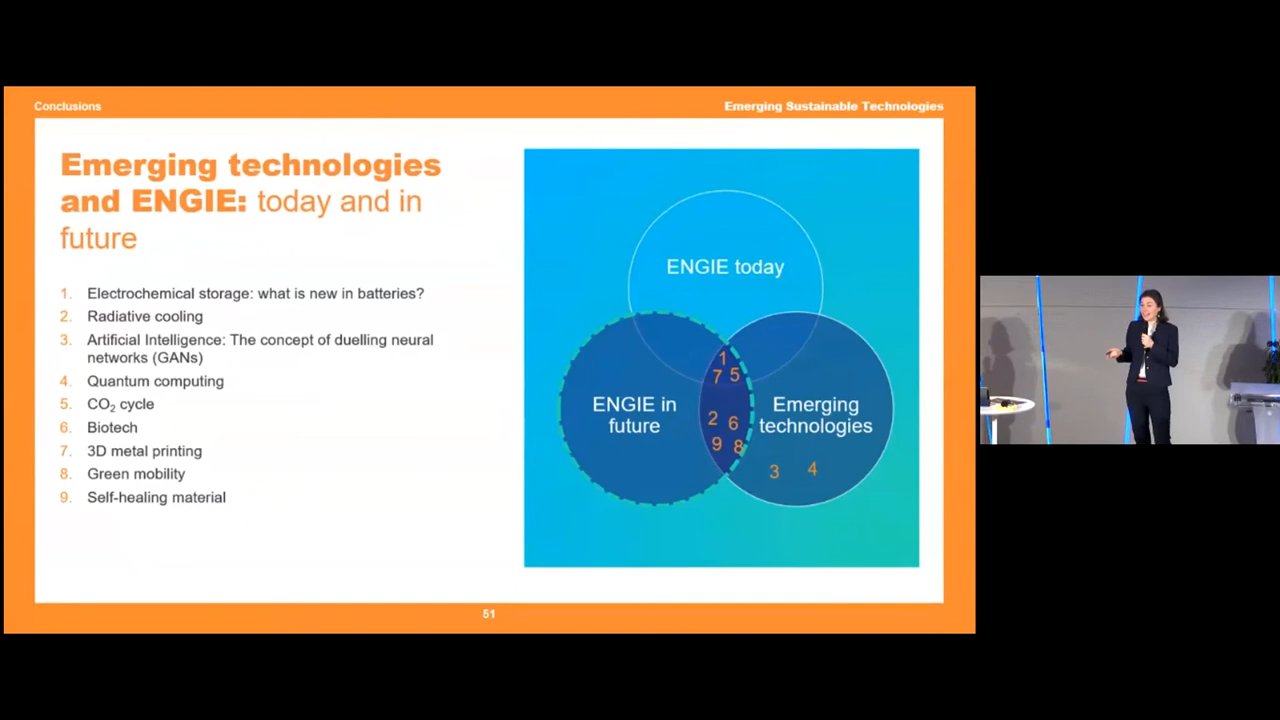 Conclusions
Emerging Sustainable Technologies
Emerging technologies
and ENGIE: today and in
future
1. Electrochemical storage: what is new in batteries?
2. Radiative cooling
3. Artificial Intelligence: The concept of duelling neural
networks (GANs)
4. Quantum computing
5. CO₂ cycle
6. Biotech
7. 3D metal printing
8. Green mobility
9. Self-healing material
ENGIE today
1
7 5
ENGIE in
future
Emerging
technologies
2 6
9 8
3 4
51